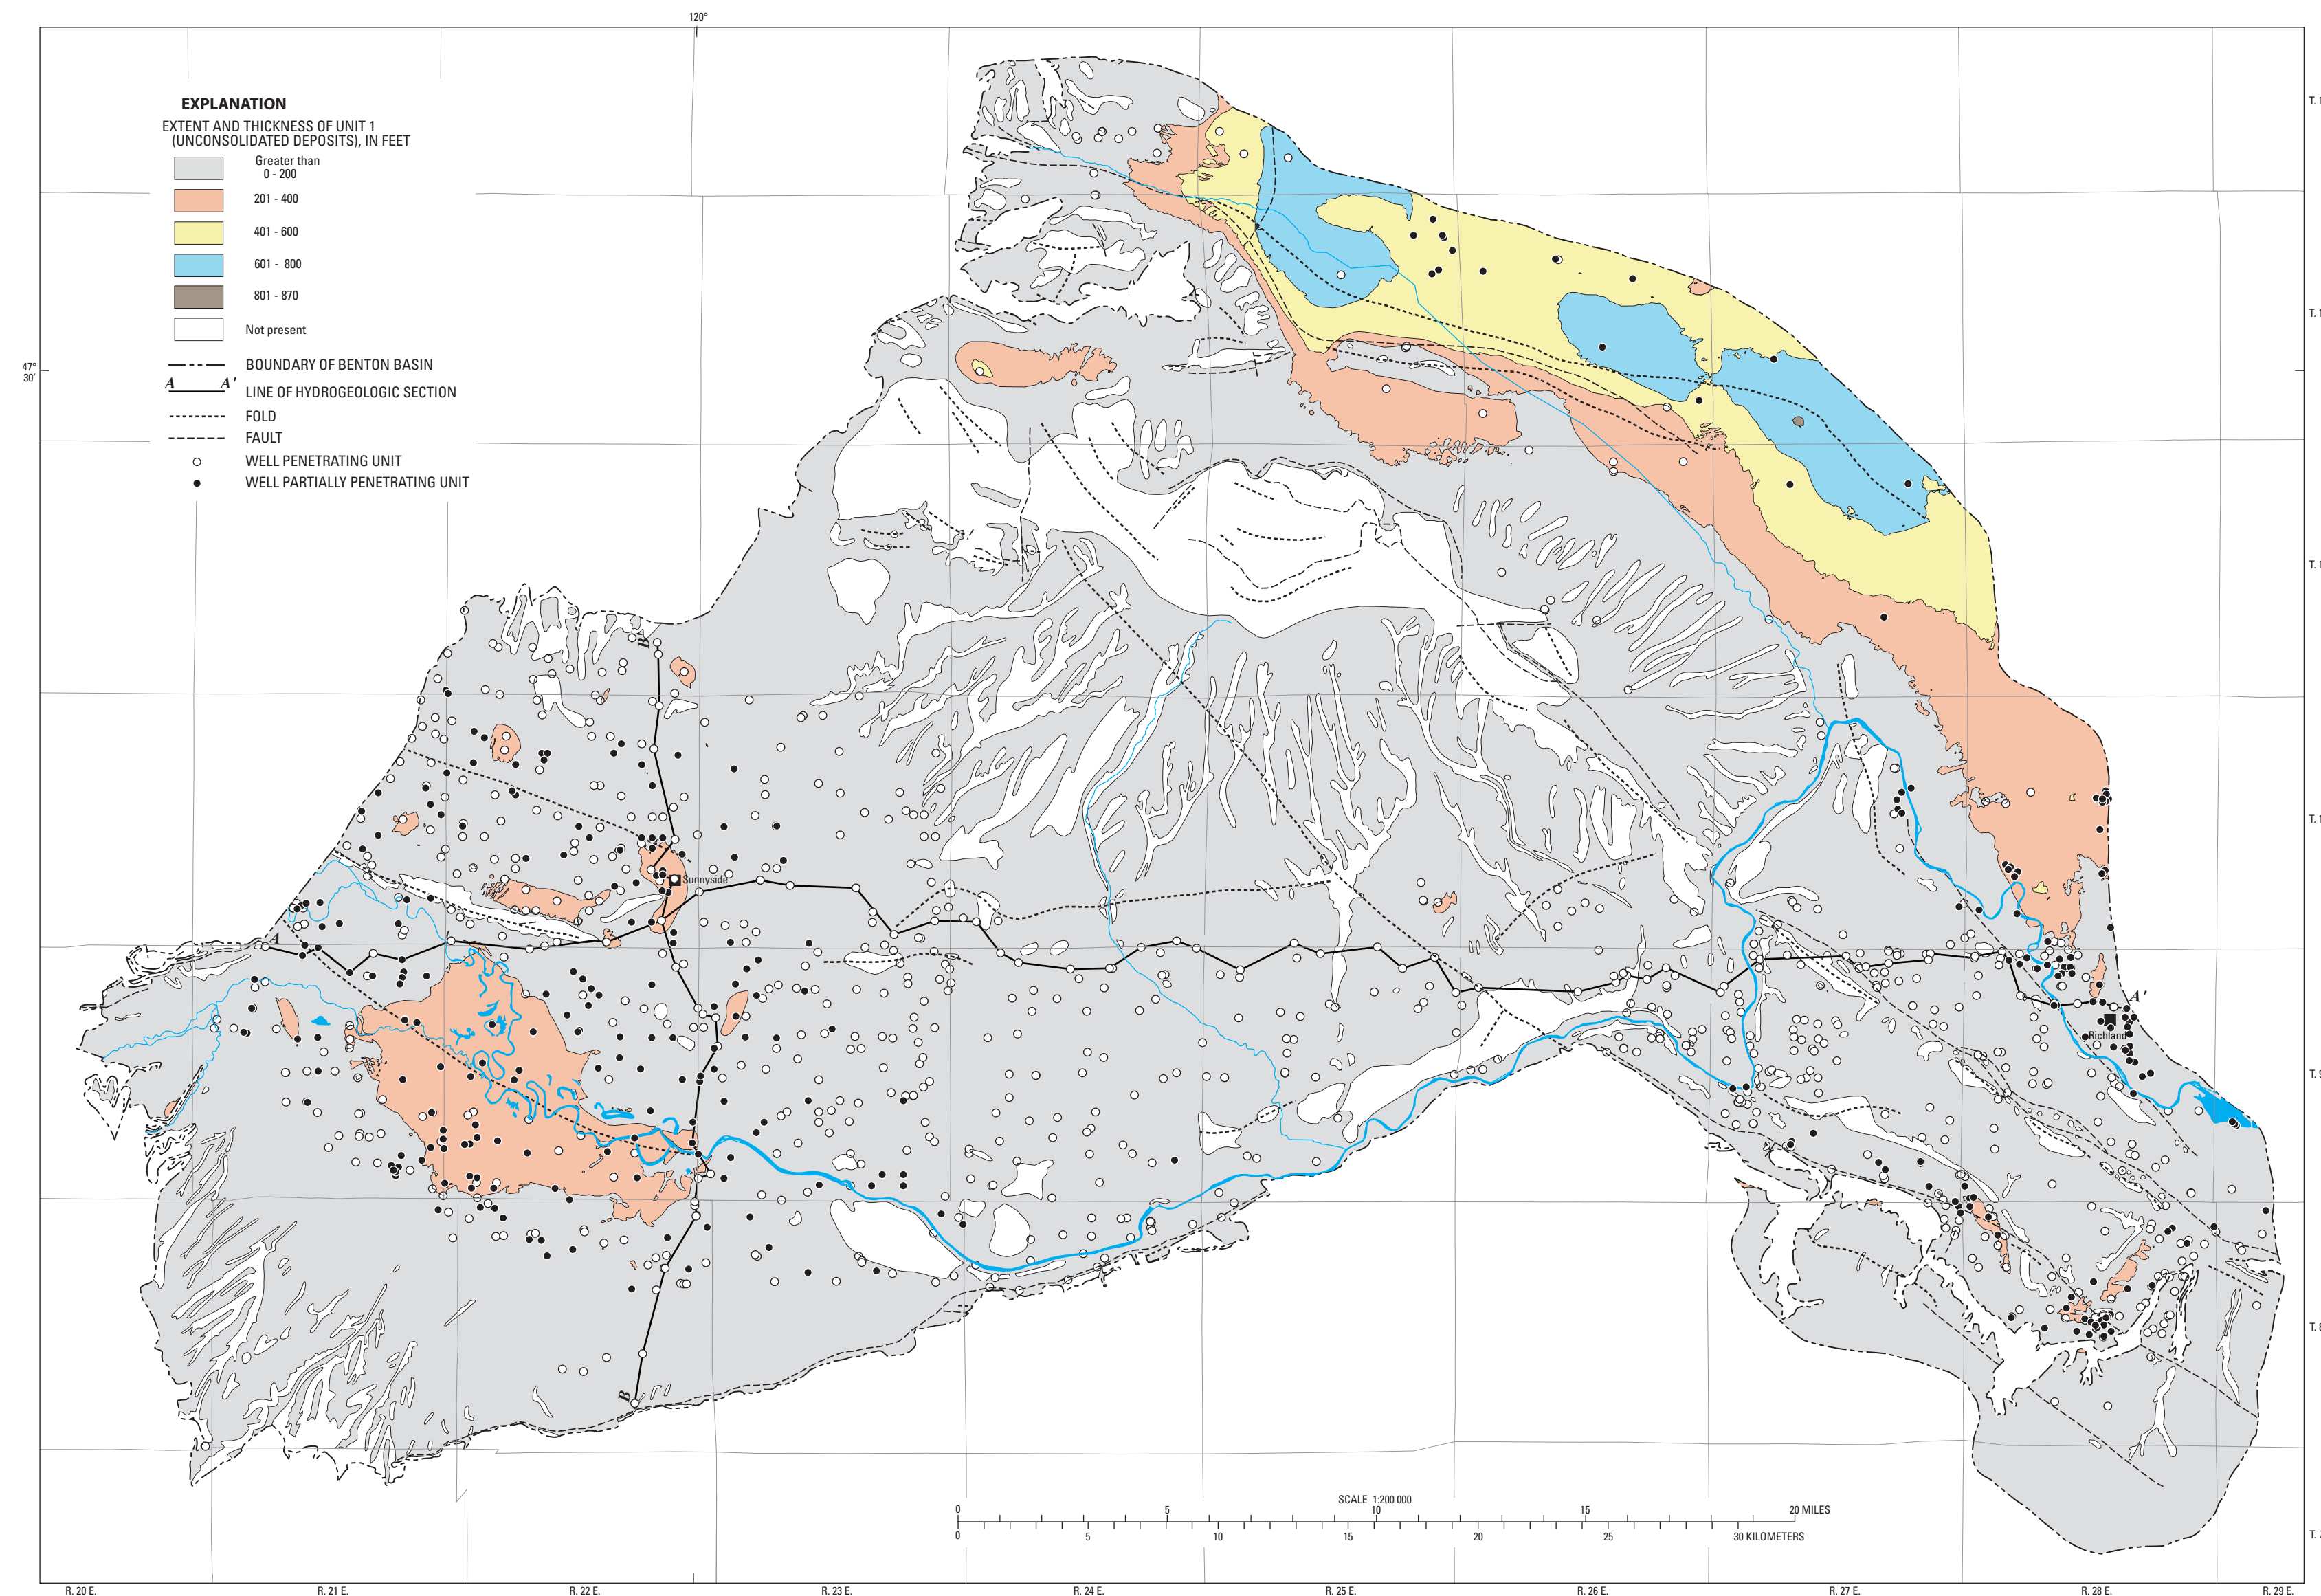 120°
EXPLANATION
EXTENT AND THICKNESS OF UNIT 1
(UNCONSOLIDATED DEPOSITS), IN FEET
Greater than
0 - 200
201 - 400
401 - 600
601 - 800
801 - 870
Not present
BOUNDARY OF BENTON BASIN
A A' LINE OF HYDROGEOLOGIC SECTION
FOLD
FAULT
WELL PENETRATING UNIT
WELL PARTIALLY PENETRATING UNIT
47°
30'
B'
Sunnyside
A
A'
Richland
B
SCALE 1:200 000
0 5 10 15 20 MILES
0 5 10 15 20 25 30 KILOMETERS
R. 20 E. R. 21 E. R. 22 E. R. 23 E. R. 24 E. R. 25 E. R. 26 E. R. 27 E. R. 28 E. R. 29 E.